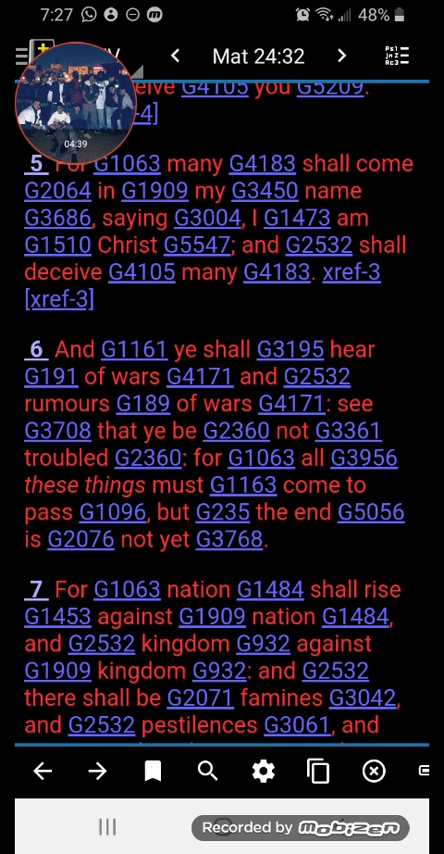 7:27 48%
V Mat 24:32
eive G4105 you G5209.
-4]
5 For G1063 many G4183 shall come
G2064 in G1909 my G3450 name
G3686, saying G3004, I G1473 am
G1510 Christ G5547; and G2532 shall
deceive G4105 many G4183. xref-3
[xref-3]
6 And G1161 ye shall G3195 hear
G191 of wars G4171 and G2532
rumours G189 of wars G4171: see
G3708 that ye be G2360 not G3361
troubled G2360: for G1063 all G3956
these things must G1163 come to
pass G1096, but G235 the end G5056
is G2076 not yet G3768.
7 For G1063 nation G1484 shall rise
G1453 against G1909 nation G1484,
and G2532 kingdom G932 against
G1909 kingdom G932: and G2532
there shall be G2071 famines G3042,
and G2532 pestilences G3061, and
04:39
Recorded by Mobizen